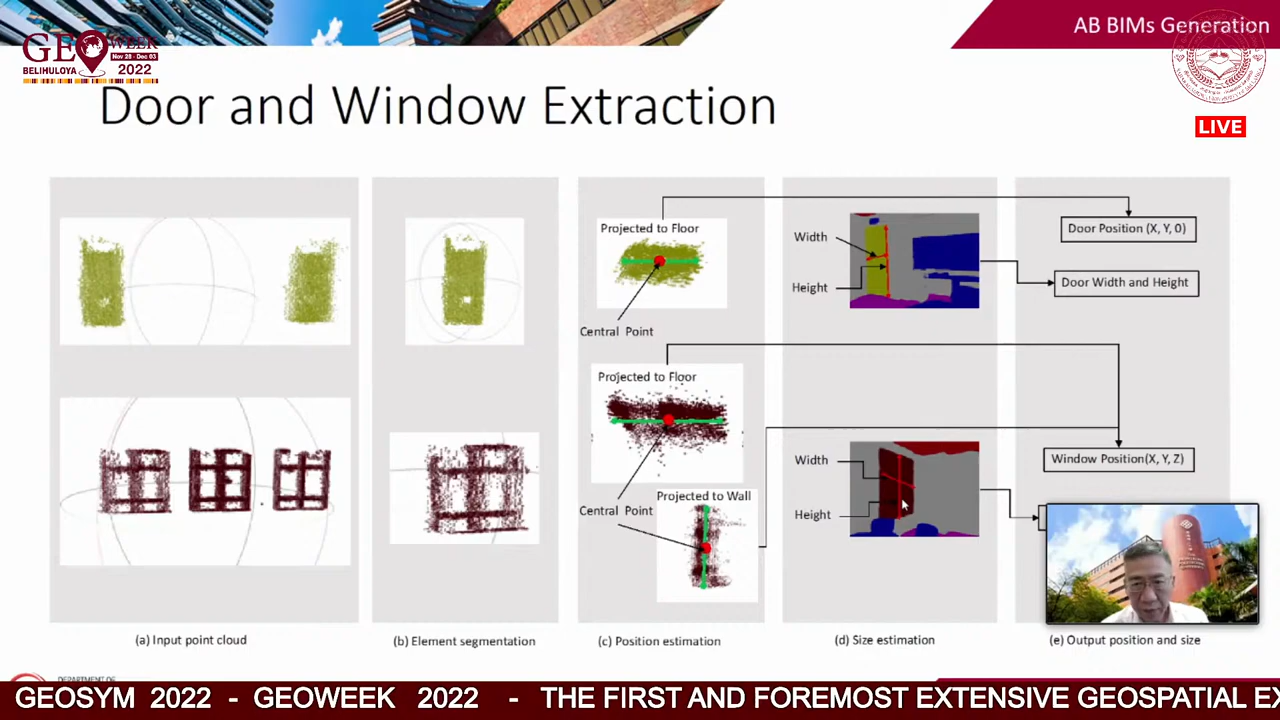 AB BIMs Generation
GEOWEEK
Nov 28 - Dec 03
BELIHULOYA 2022
LIVE
Door and Window Extraction
Projected to Floor
Central Point
Width
Height
Door Position (X, Y, 0)
Door Width and Height
Projected to Floor
Central Point
Projected to Wall
Width
Height
Window Position(X, Y, Z)
(a) Input point cloud
(b) Element segmentation
(c) Position estimation
(d) Size estimation
(e) Output position and size
DEPARTMENT OF
GEOSYM 2022 - GEOWEEK 2022 - THE FIRST AND FOREMOST EXTENSIVE GEOSPATIAL EX